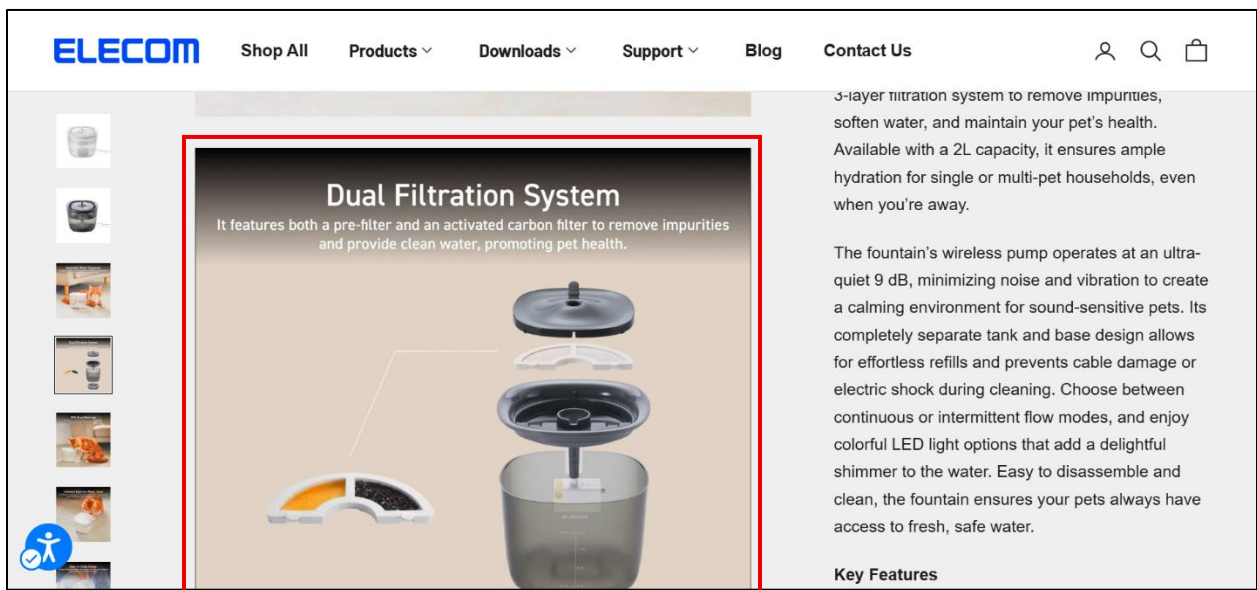 ELECOM
Shop All
Products
Downloads
Support
Blog
Contact Us
3-layer filtration system to remove impurities,
soften water, and maintain your pet's health.
Available with a 2L capacity, it ensures ample
hydration for single or multi-pet households, even
when you're away.
The fountain's wireless pump operates at an ultra-
quiet 9 dB, minimizing noise and vibration to create
a calming environment for sound-sensitive pets. Its
completely separate tank and base design allows
for effortless refills and prevents cable damage or
electric shock during cleaning. Choose between
continuous or intermittent flow modes, and enjoy
colorful LED light options that add a delightful
shimmer to the water. Easy to disassemble and
clean, the fountain ensures your pets always have
access to fresh, safe water.
Key Features
Dual Filtration System
It features both a pre-filter and an activated carbon filter to remove impurities
and provide clean water, promoting pet health.